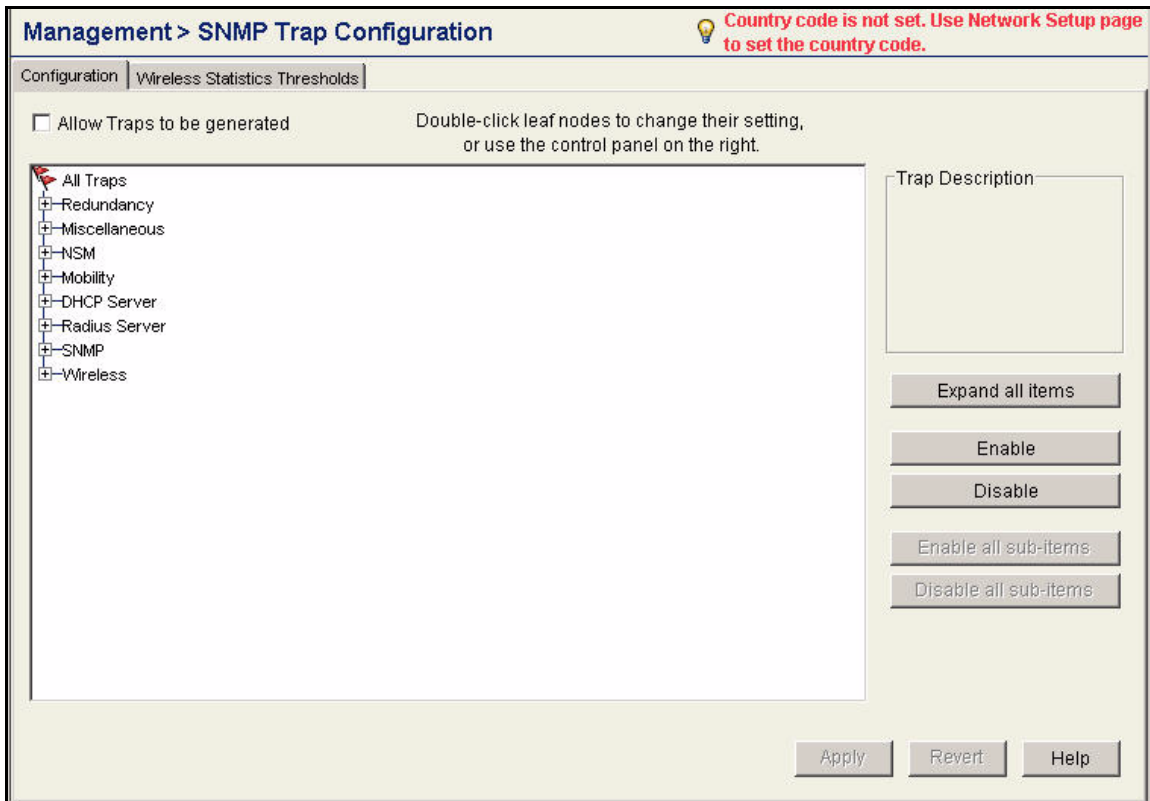 Management > SNMP Trap Configuration
Country code is not set. Use Network Setup page
to set the country code.
Configuration
Wireless Statistics Thresholds
Allow Traps to be generated
Double-click leaf nodes to change their setting,
or use the control panel on the right.
All Traps
Redundancy
Miscellaneous
NSM
Mobility
DHCP Server
Radius Server
SNMP
Wireless
Trap Description
Expand all items
Enable
Disable
Enable all sub-items
Disable all sub-items
Apply
Revert
Help